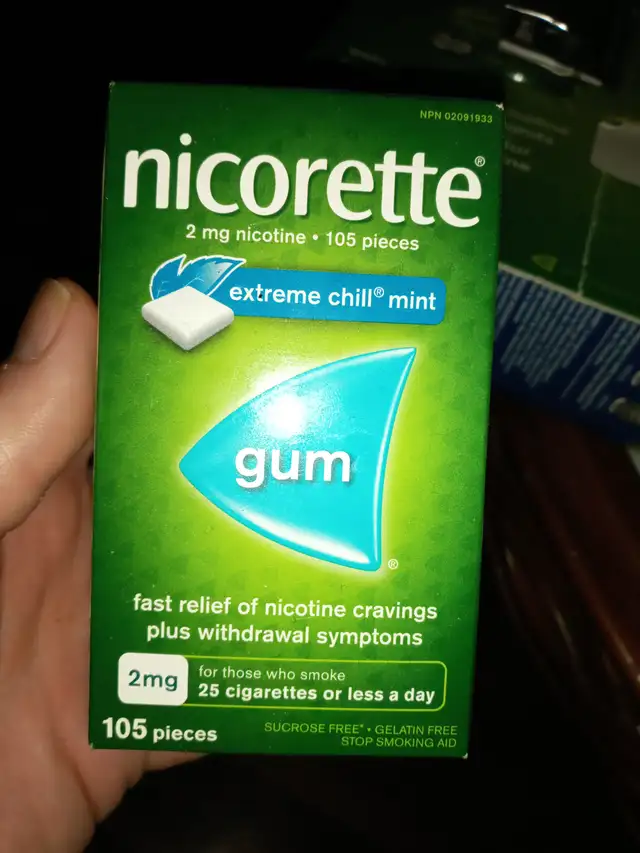 NPN 02091933
nicorette®
2 mg nicotine • 105 pieces
extreme chill® mint
gum
®
fast relief of nicotine cravings
plus withdrawal symptoms
2mg
for those who smoke
25 cigarettes or less a day
105 pieces
SUCROSE FREE* • GELATIN FREE
STOP SMOKING AID